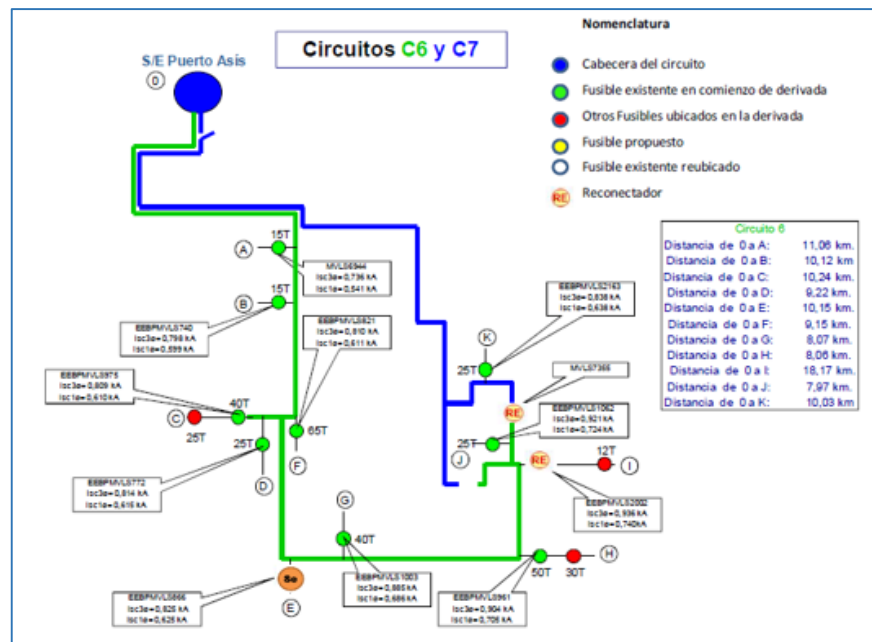 Circuitos C6 y C7
S/E Puerto Asis
0
Nomenclatura
Cabecera del circuito
Fusible existente en comienzo de derivada
Otros Fusibles ubicados en la derivada
Fusible propuesto
Fusible existente reubicado
RE Reconectador
Circuito 6
Distancia de 0 a A: 11,06 km.
Distancia de 0 a B: 10,12 km
Distancia de 0 a C: 10,24 km
Distancia de 0 a D: 9,22 km.
Distancia de 0 a E: 10,15 km
Distancia de 0 a F: 9,15 km.
Distancia de 0 a G: 8,07 km.
Distancia de 0 a H: 8,06 km.
Distancia de 0 a I: 18,17 km.
Distancia de 0 a J: 7,97 km.
Distancia de 0 a K: 10,03 km
15T
A
MVLS6944
Isc3ø=0,736 kA
Isc1ø=0,541 kA
15T
B
EEBPMVLS740
Isc3ø=0,798 kA
Isc1ø=0,599 kA
EEBPMVLS821
Isc3ø=0,810 kA
Isc1ø=0,611 kA
EEBPMVLS2163
Isc3ø=0,838 kA
Isc1ø=0,638 kA
K
25T
MVLS7355
RE
EEBPMVLS975
Isc3ø=0,809 kA
Isc1ø=0,610 kA
40T
C
25T
25T
D
65T
F
EEBPMVLS1062
Isc3ø=0,921 kA
Isc1ø=0,724 kA
25T
J
RE
12T
I
EEBPMVLS772
Isc3ø=0,814 kA
Isc1ø=0,615 kA
EEBPMVLS2002
Isc3ø=0,936 kA
Isc1ø=0,740kA
G
40T
H
50T
30T
Se
E
EEBPMVLS866
Isc3ø=0,825 kA
Isc1ø=0,625 kA
EEBPMVLS1003
Isc3ø=0,885 kA
Isc1ø=0,686 kA
EEBPMVLS951
Isc3ø=0,904 kA
Isc1ø=0,705 kA